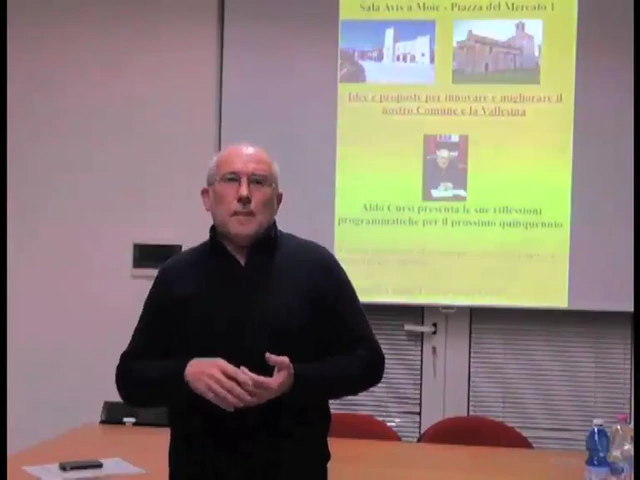 Sala Avis a Moie - Piazza del Mercato 1
Idee e proposte per innovare e migliorare il
nostro Comune e la Vallesina
Aldo Cursi presenta le sue riflessioni
programmatiche per il prossimo quinquennio